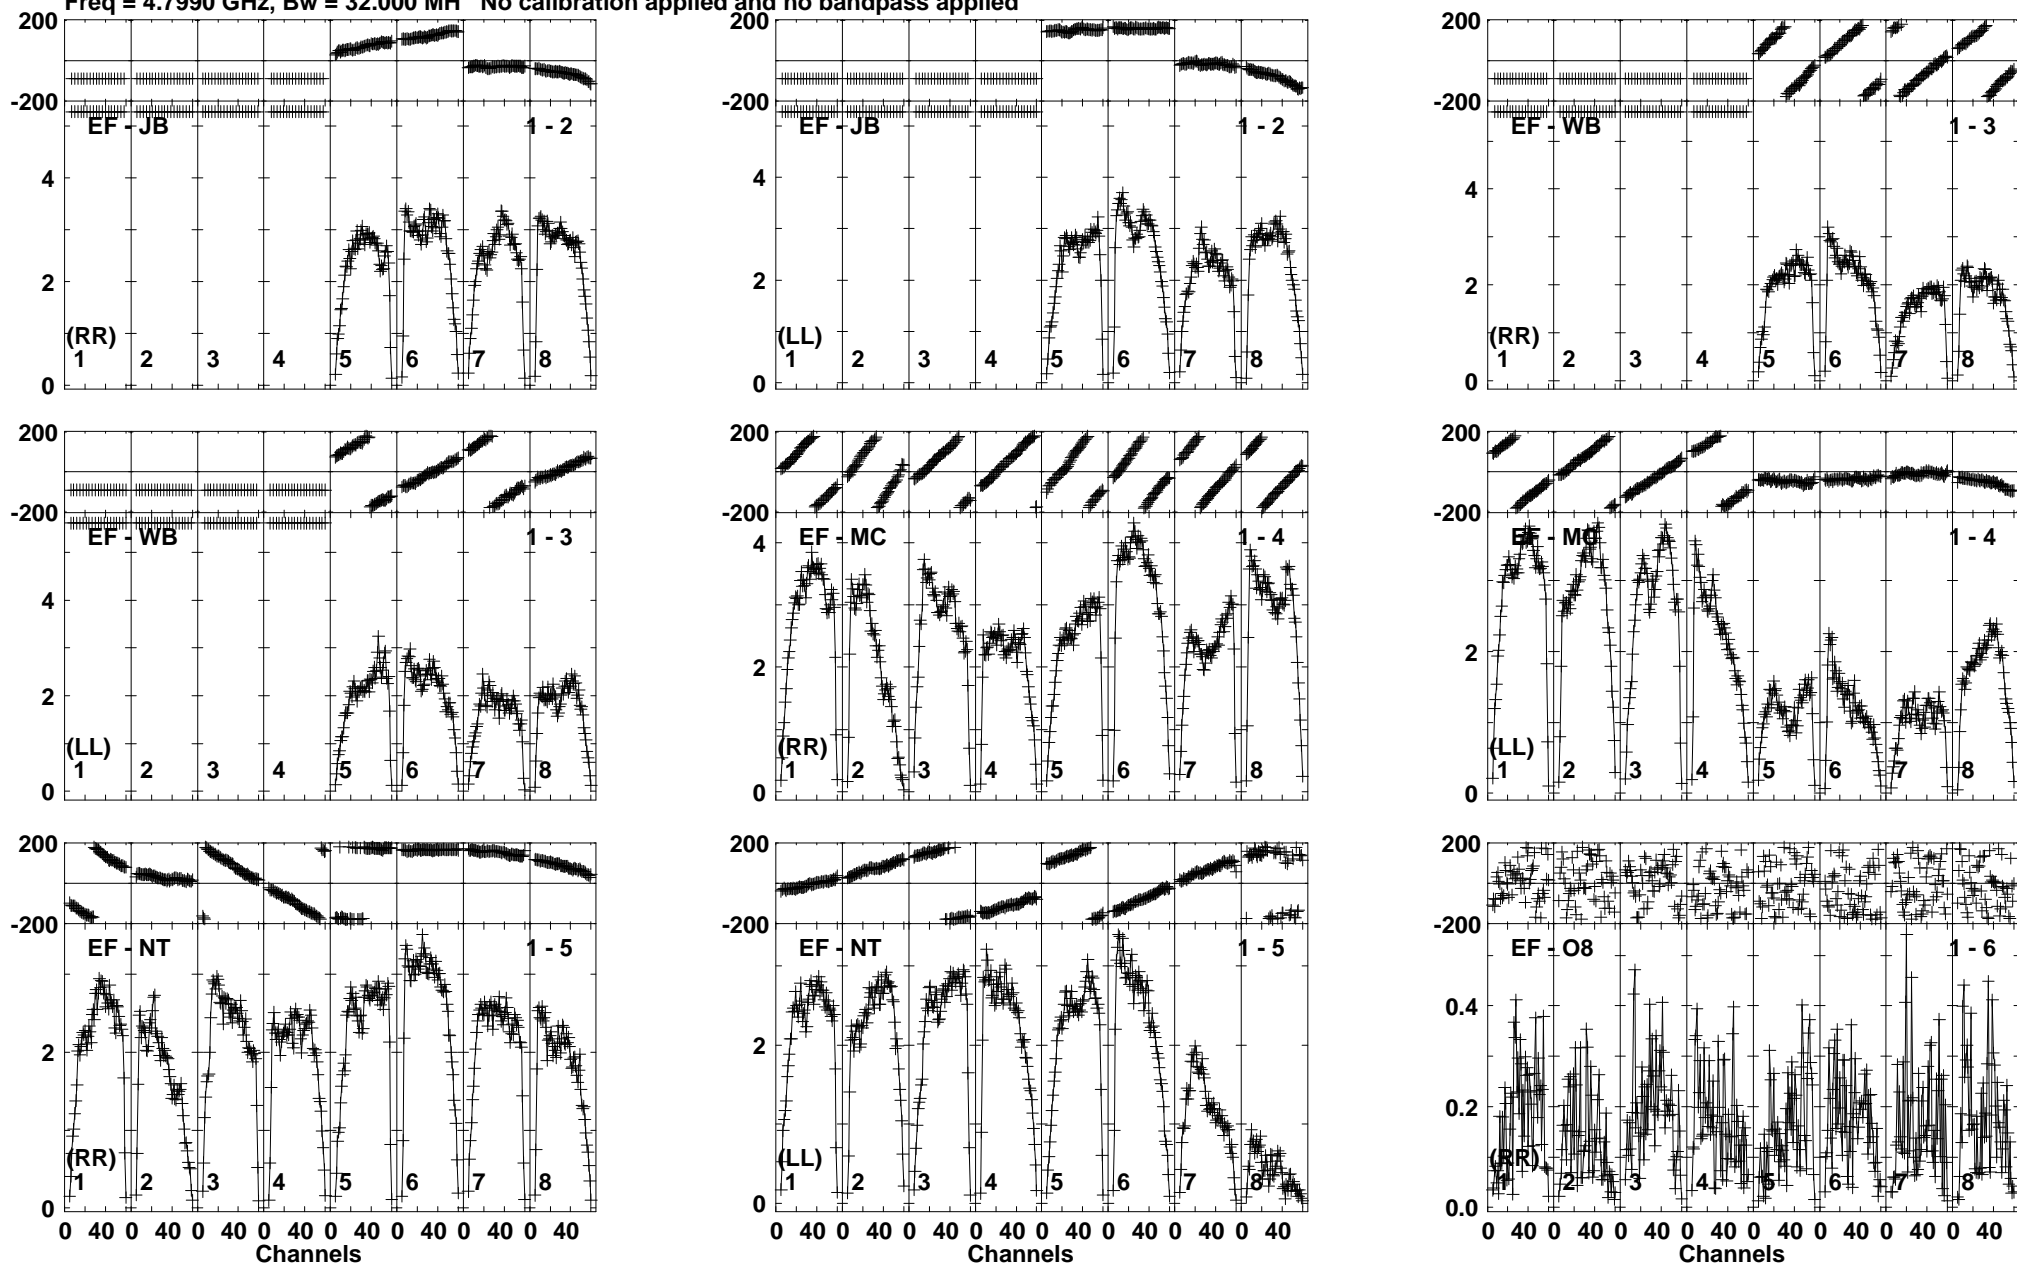 Freq = 4.7990 GHz, Bw = 32.000 MH No calibration applied and no bandpass applied
200
-200
EF - JB 1 - 2
4
2
0
(RR)
1 2 3 4 5 6 7 8
200
-200
EF - JB 1 - 2
4
2
0
(LL)
1 2 3 4 5 6 7 8
200
-200
EF - WB 1 - 3
4
2
0
(RR)
1 2 3 4 5 6 7 8
200
-200
EF - WB 1 - 3
4
2
0
(LL)
1 2 3 4 5 6 7 8
200
-200
EF - MC 1 - 4
4
2
0
(RR)
1 2 3 4 5 6 7 8
200
-200
EF - MC 1 - 4
2
0
(LL)
1 2 3 4 5 6 7 8
200
-200
EF - NT 1 - 5
2
0
(RR)
1 2 3 4 5 6 7 8
0 40 0 40 0 40 0 40 0 40 0 40 0 40 0 40
Channels
200
-200
EF - NT 1 - 5
2
0
(LL)
1 2 3 4 5 6 7 8
0 40 0 40 0 40 0 40 0 40 0 40 0 40 0 40
Channels
200
-200
EF - O8 1 - 6
0.4
0.2
0.0
(RR)
1 2 3 4 5 6 7 8
0 40 0 40 0 40 0 40 0 40 0 40 0 40 0 40
Channels